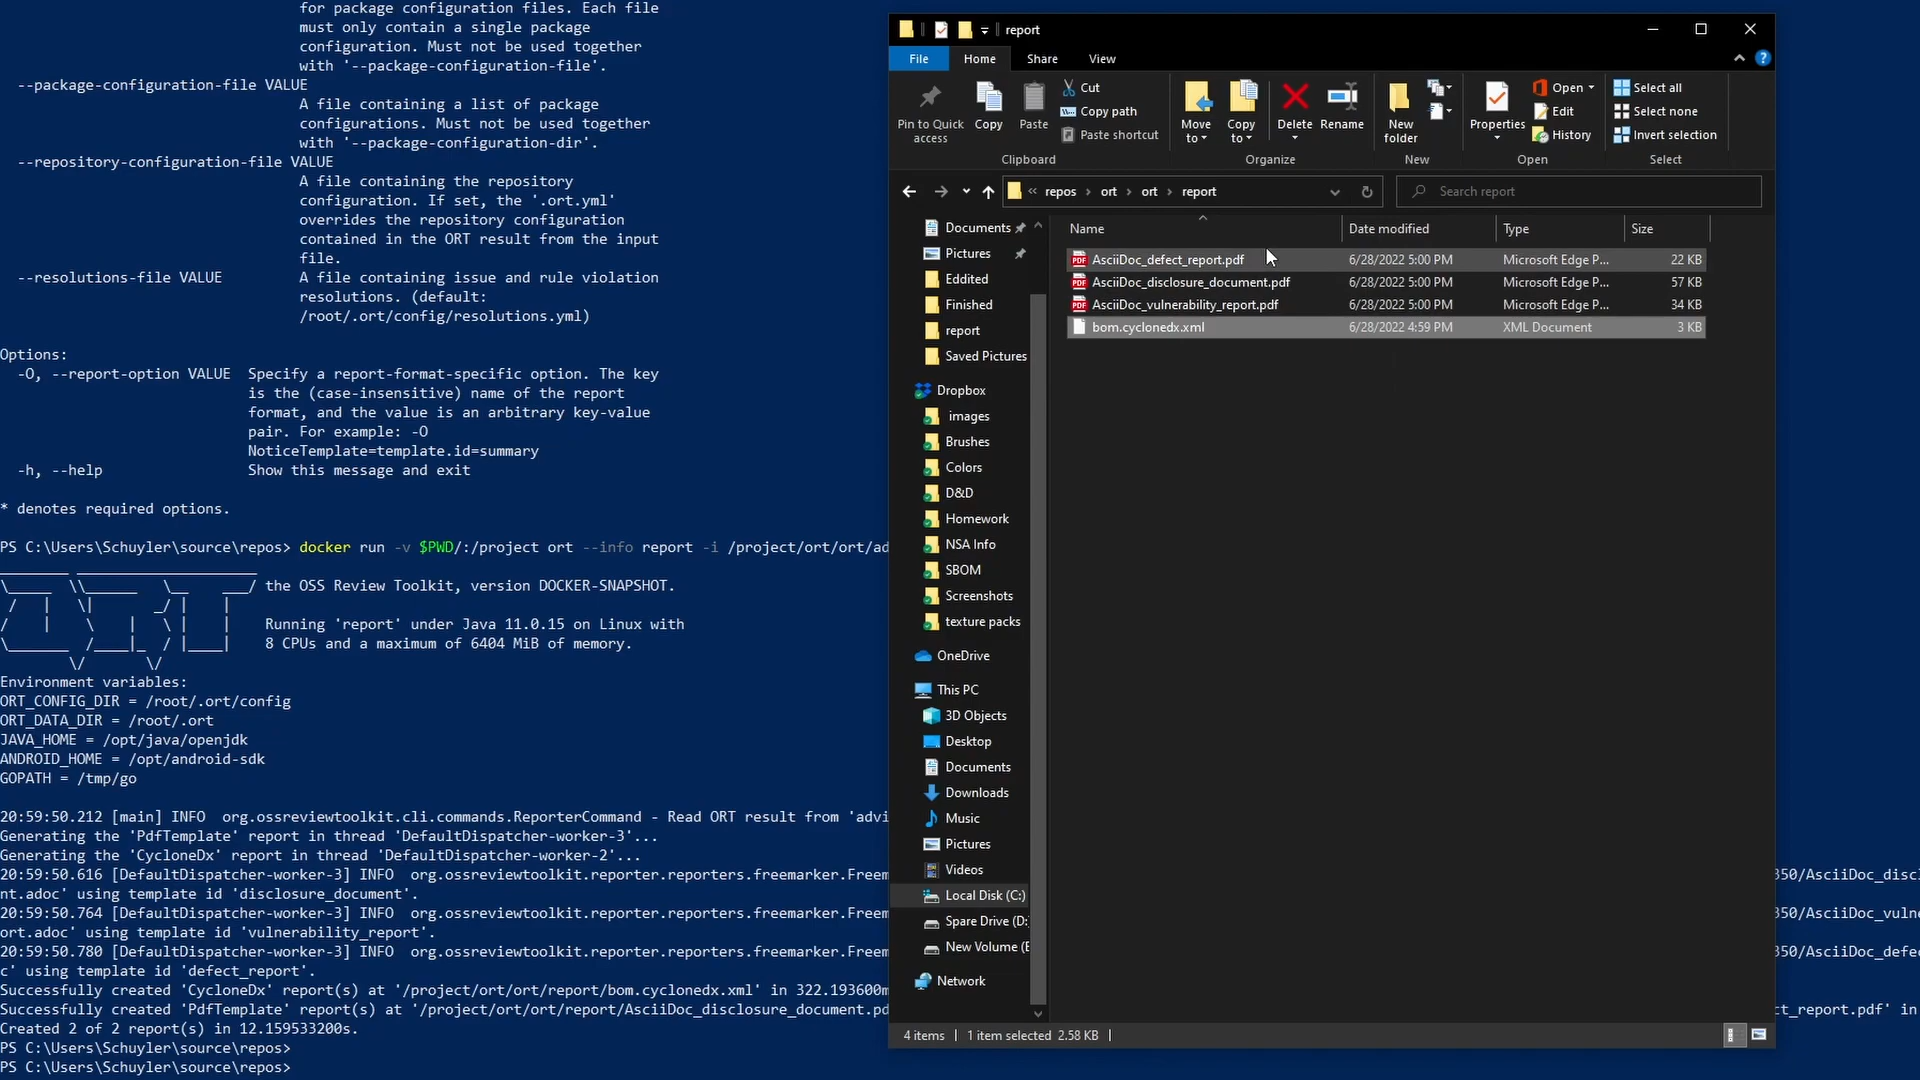 for package configuration files. Each file
must only contain a single package
configuration. Must not be used together
with '--package-configuration-file'.
--package-configuration-file VALUE
A file containing a list of package
configurations. Must not be used together
with '--package-configuration-dir'.
--repository-configuration-file VALUE
A file containing the repository
configuration. If set, the '.ort.yml'
overrides the repository configuration
contained in the ORT result from the input
file.
--resolutions-file VALUE
A file containing issue and rule violation
resolutions. (default:
/root/.ort/config/resolutions.yml)
Options:
-O, --report-option VALUE Specify a report-format-specific option. The key
is the (case-insensitive) name of the report
format, and the value is an arbitrary key-value
pair. For example: -O
NoticeTemplate=template.id=summary
-h, --help Show this message and exit
* denotes required options.
PS C:\Users\Schuyler\source\repos> docker run -v $PWD/:/project ort --info report -i /project/ort/ort/ad
the OSS Review Toolkit, version DOCKER-SNAPSHOT.
Running 'report' under Java 11.0.15 on Linux with
8 CPUs and a maximum of 6404 MiB of memory.
Environment variables:
ORT_CONFIG_DIR = /root/.ort/config
ORT_DATA_DIR = /root/.ort
JAVA_HOME = /opt/java/openjdk
ANDROID_HOME = /opt/android-sdk
GOPATH = /tmp/go
20:59:50.212 [main] INFO org.ossreviewtoolkit.cli.commands.ReporterCommand - Read ORT result from 'advi
Generating the 'PdfTemplate' report in thread 'DefaultDispatcher-worker-3'...
Generating the 'CycloneDx' report in thread 'DefaultDispatcher-worker-2'...
20:59:50.616 [DefaultDispatcher-worker-3] INFO org.ossreviewtoolkit.reporter.reporters.freemarker.Freem
350/AsciiDoc_discl
nt.adoc' using template id 'disclosure_document'.
20:59:50.764 [DefaultDispatcher-worker-3] INFO org.ossreviewtoolkit.reporter.reporters.freemarker.Freem
350/AsciiDoc_vulne
ort.adoc' using template id 'vulnerability_report'.
20:59:50.780 [DefaultDispatcher-worker-3] INFO org.ossreviewtoolkit.reporter.reporters.freemarker.Freem
350/AsciiDoc_defec
c' using template id 'defect_report'.
Successfully created 'CycloneDx' report(s) at '/project/ort/ort/report/bom.cyclonedx.xml' in 322.193600m
Successfully created 'PdfTemplate' report(s) at '/project/ort/ort/report/AsciiDoc_disclosure_document.pd
ct_report.pdf' in
Created 2 of 2 report(s) in 12.159533200s.
PS C:\Users\Schuyler\source\repos>
PS C:\Users\Schuyler\source\repos>
report
File Home Share View
Pin to Quick access
Copy
Paste
Cut
Copy path
Paste shortcut
Move to
Copy to
Delete
Rename
New folder
Properties
Open
Edit
History
Select all
Select none
Invert selection
Clipboard Organize New Open Select
« repos › ort › ort › report
Search report
Name Date modified Type Size
AsciiDoc_defect_report.pdf 6/28/2022 5:00 PM Microsoft Edge P... 22 KB
AsciiDoc_disclosure_document.pdf 6/28/2022 5:00 PM Microsoft Edge P... 57 KB
AsciiDoc_vulnerability_report.pdf 6/28/2022 5:00 PM Microsoft Edge P... 34 KB
bom.cyclonedx.xml 6/28/2022 4:59 PM XML Document 3 KB
Documents
Pictures
Eddited
Finished
report
Saved Pictures
Dropbox
images
Brushes
Colors
D&D
Homework
NSA Info
SBOM
Screenshots
texture packs
OneDrive
This PC
3D Objects
Desktop
Documents
Downloads
Music
Pictures
Videos
Local Disk (C:)
Spare Drive (D:
New Volume (E
Network
4 items 1 item selected 2.58 KB